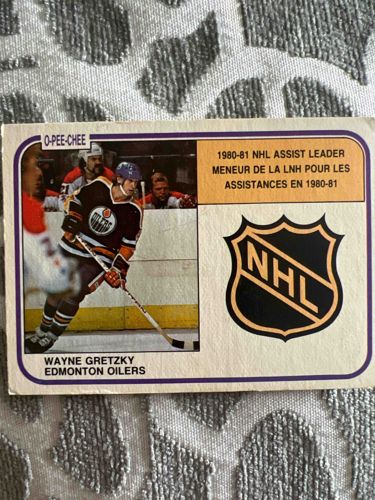 O-PEE-CHEE
1980-81 NHL ASSIST LEADER
MENEUR DE LA LNH POUR LES
ASSISTANCES EN 1980-81
OILERS
NHL
WAYNE GRETZKY
EDMONTON OILERS